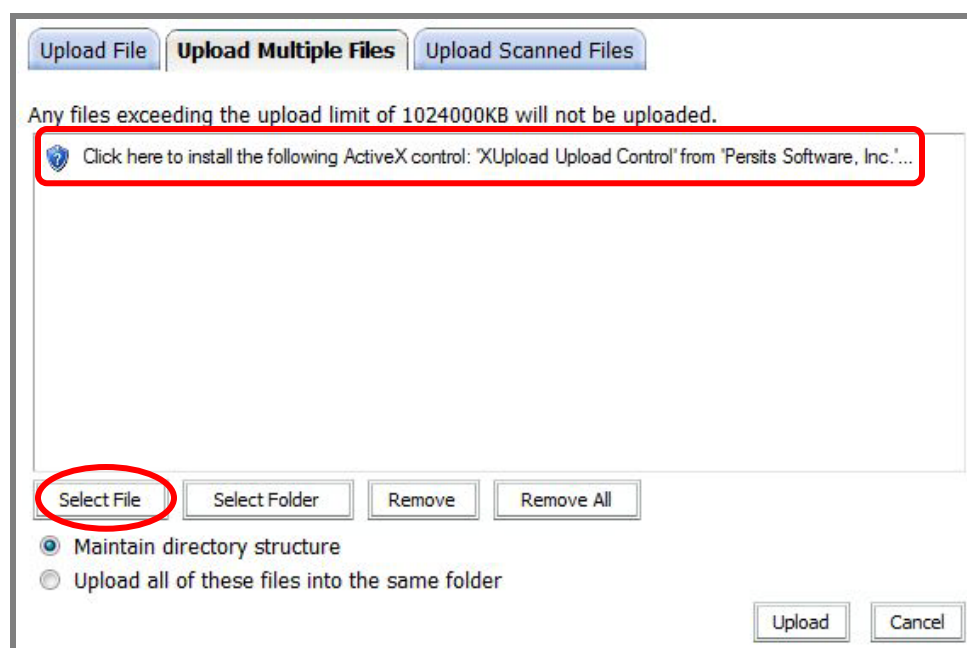 Upload File Upload Multiple Files Upload Scanned Files
Any files exceeding the upload limit of 1024000KB will not be uploaded.
Click here to install the following ActiveX control: 'XUpload Upload Control' from 'Persits Software, Inc.'...
Select File Select Folder Remove Remove All
Maintain directory structure
Upload all of these files into the same folder
Upload Cancel